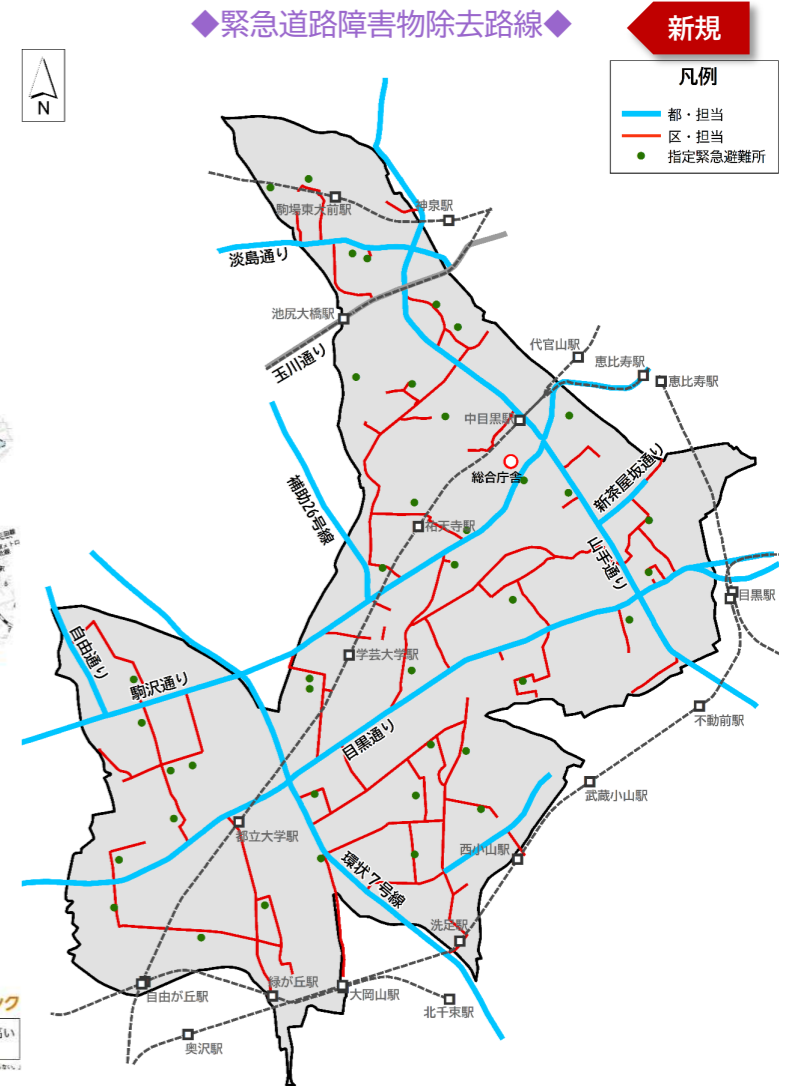 ◆緊急道路障害物除去路線◆
新規
N
凡例
都・担当
区・担当
指定緊急避難所
駒場東大前駅
神泉駅
淡島通り
池尻大橋駅
玉川通り
代官山駅
恵比寿駅
恵比寿駅
中目黒駅
総合庁舎
新茶屋坂通り
補助26号線
祐天寺駅
山手通り
目黒駅
自由通り
学芸大学駅
駒沢通り
目黒通り
不動前駅
武蔵小山駅
都立大学駅
西小山駅
環状7号線
洗足駅
自由が丘駅
緑が丘駅
大岡山駅
北千束駅
奥沢駅
ック
高い